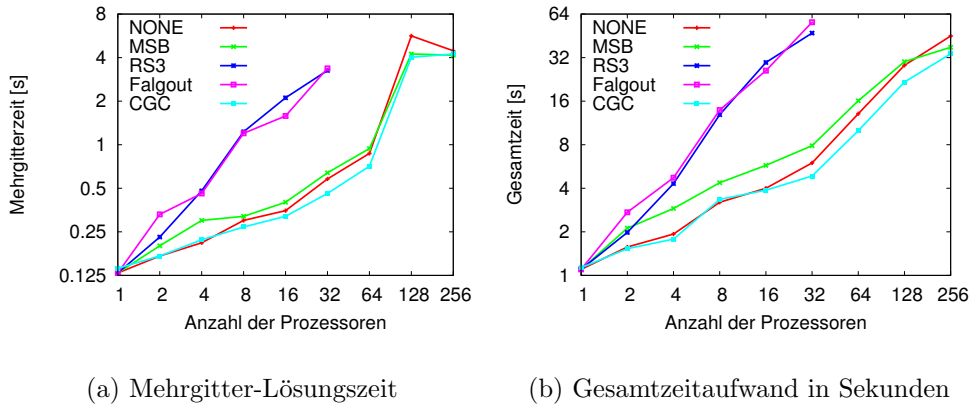 8
4
2
1
0.5
0.25
0.125
Mehrgitterzeit [s]
NONE
MSB
RS3
Falgout
CGC
1 2 4 8 16 32 64 128 256
Anzahl der Prozessoren
(a) Mehrgitter-Lösungszeit
64
32
16
8
4
2
1
Gesamtzeit [s]
NONE
MSB
RS3
Falgout
CGC
1 2 4 8 16 32 64 128 256
Anzahl der Prozessoren
(b) Gesamtzeitaufwand in Sekunden